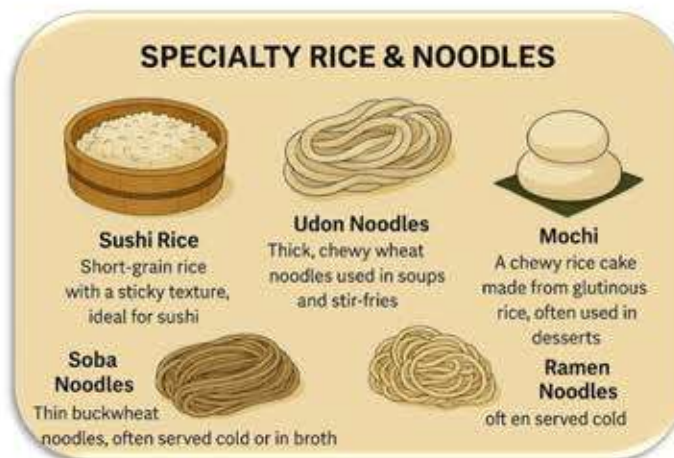 SPECIALTY RICE & NOODLES
Sushi Rice
Short-grain rice
with a sticky texture,
ideal for sushi
Udon Noodles
Thick, chewy wheat
noodles used in soups
and stir-fries
Mochi
A chewy rice cake
made from glutinous
rice, often used in
desserts
Soba
Noodles
Thin buckwheat
noodles, often served cold or in broth
Ramen
Noodles
oft en served cold